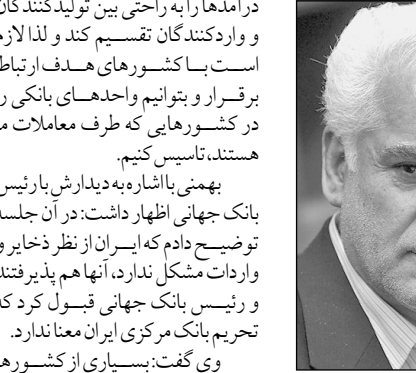 درآمدها را به راحتی بین تولیدکنندگان
و واردکنندگان تقسیم کند و لذا لازم
است با کشورهای هدف ارتباط
برقرار و بتوانیم واحدهای بانکی ر
در کشورهایی که طرف معاملات م
هستند، تاسیس کنیم.
بهمنی با اشاره به دیدارش با رئیس
بانک جهانی اظهار داشت: در آن جلسه
توضیح دادم که ایران از نظر ذخایر و
واردات مشکل ندارد، آنها هم پذیرفتند
و رئیس بانک جهانی قبول کرد که
تحریم بانک مرکزی ایران معنا ندارد.
وی گفت: بسیاری از کشورها